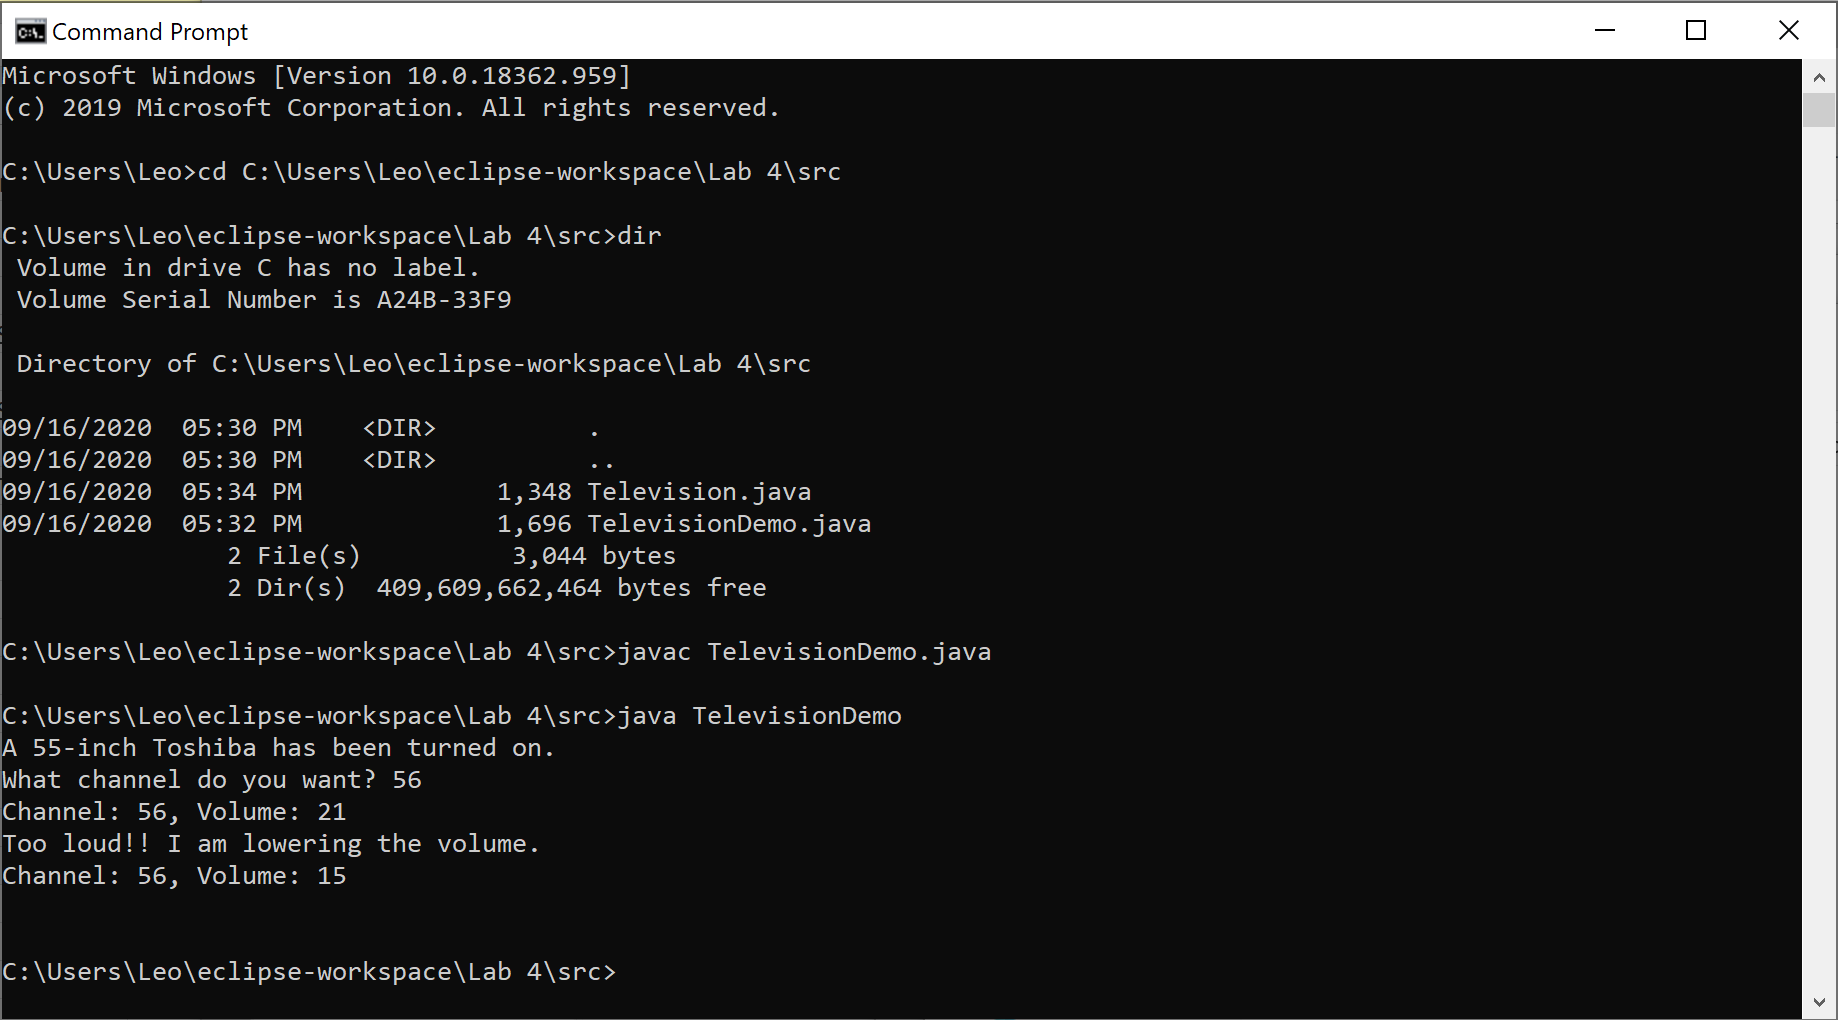 Command Prompt
Microsoft Windows [Version 10.0.18362.959]
(c) 2019 Microsoft Corporation. All rights reserved.
C:\Users\Leo>cd C:\Users\Leo\eclipse-workspace\Lab 4\src
C:\Users\Leo\eclipse-workspace\Lab 4\src>dir
 Volume in drive C has no label.
 Volume Serial Number is A24B-33F9
 Directory of C:\Users\Leo\eclipse-workspace\Lab 4\src
09/16/2020  05:30 PM    <DIR>          .
09/16/2020  05:30 PM    <DIR>          ..
09/16/2020  05:34 PM             1,348 Television.java
09/16/2020  05:32 PM             1,696 TelevisionDemo.java
               2 File(s)          3,044 bytes
               2 Dir(s)  409,609,662,464 bytes free
C:\Users\Leo\eclipse-workspace\Lab 4\src>javac TelevisionDemo.java
C:\Users\Leo\eclipse-workspace\Lab 4\src>java TelevisionDemo
A 55-inch Toshiba has been turned on.
What channel do you want? 56
Channel: 56, Volume: 21
Too loud!! I am lowering the volume.
Channel: 56, Volume: 15
C:\Users\Leo\eclipse-workspace\Lab 4\src>